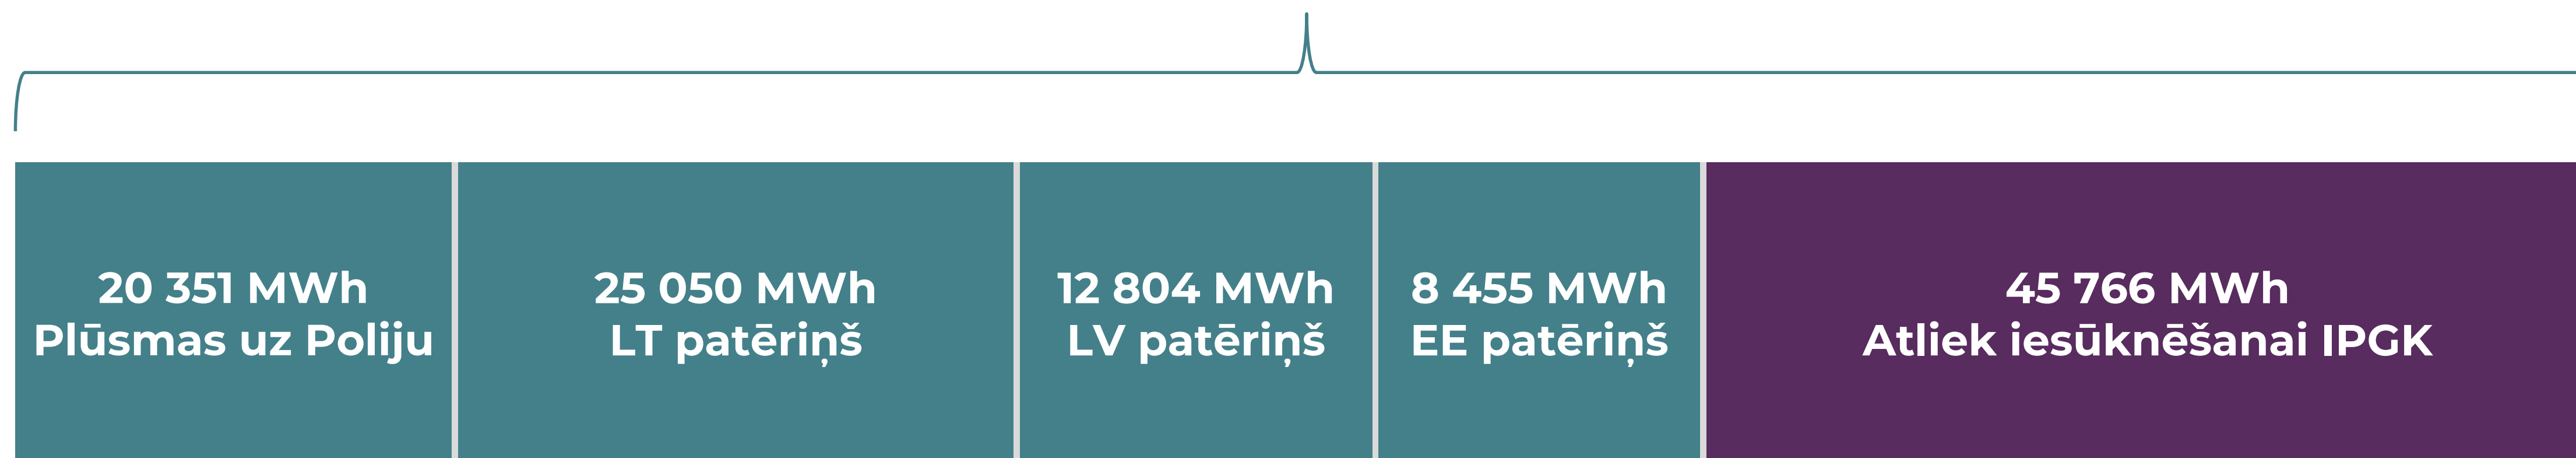 20 351 MWh
Plūsmas uz Poliju
25 050 MWh
LT patēriņš
12 804 MWh
LV patēriņš
8 455 MWh
EE patēriņš
45 766 MWh
Atliek iesūknēšanai IPGK